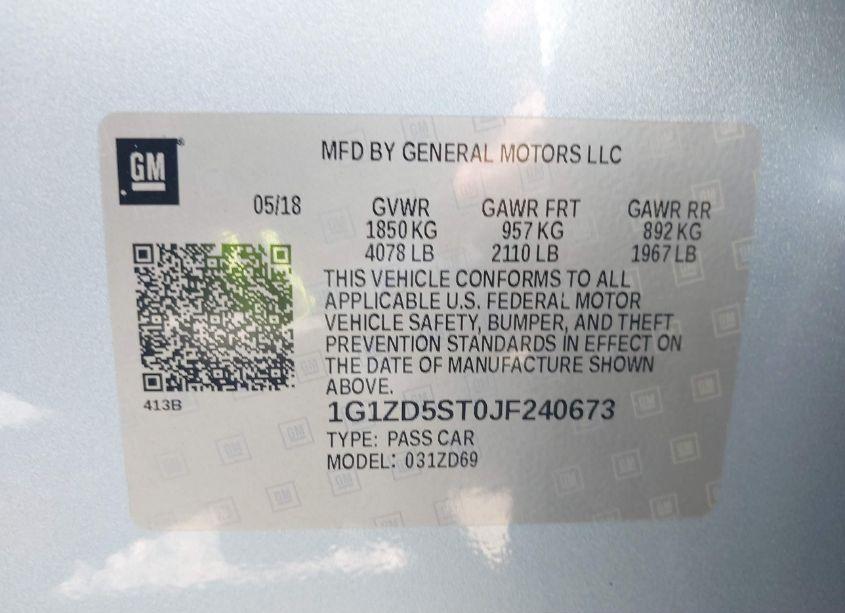 GM
MFD BY GENERAL MOTORS LLC
05/18 GVWR GAWR FRT GAWR RR
1850 KG 957 KG 892 KG
4078 LB 2110 LB 1967 LB
THIS VEHICLE CONFORMS TO ALL
APPLICABLE U.S. FEDERAL MOTOR
VEHICLE SAFETY, BUMPER, AND THEFT
PREVENTION STANDARDS IN EFFECT ON
THE DATE OF MANUFACTURE SHOWN
ABOVE.
413B
1G1ZD5ST0JF240673
TYPE: PASS CAR
MODEL: 031ZD69